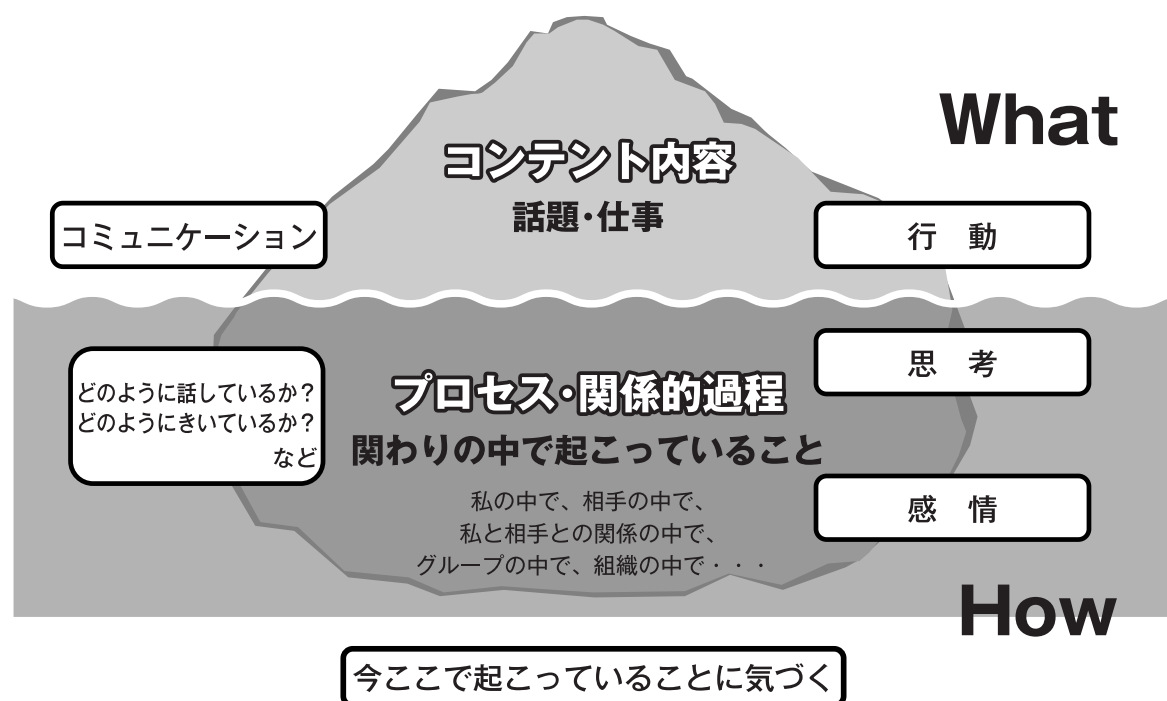 What
コンテント内容
話題・仕事
コミュニケーション
行　動
思　考
どのように話しているか？
どのようにきいているか？
など
プロセス・関係的過程
関わりの中で起こっていること
私の中で、相手の中で、
私と相手との関係の中で、
グループの中で、組織の中で・・・
感　情
How
今ここで起こっていることに気づく